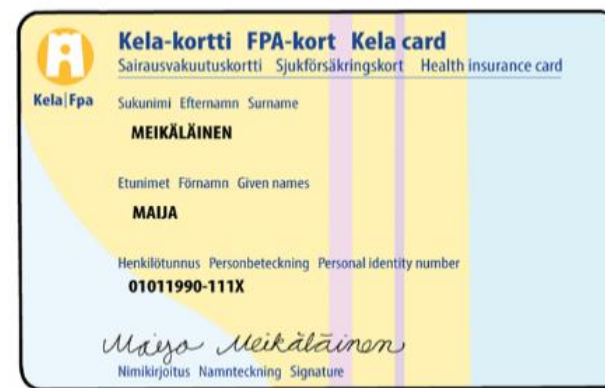 Kela-kortti FPA-kort Kela card
Sairausvakuutuskortti Sjukförsäkringskort Health insurance card
Kela|Fpa
Sukunimi Efternamn Surname
MEIKÄLÄINEN
Etunimet Förnamn Given names
MAIJA
Henkilötunnus Personbeteckning Personal identity number
01011990-111X
Maija Meikäläinen
Nimikirjoitus Namnteckning Signature